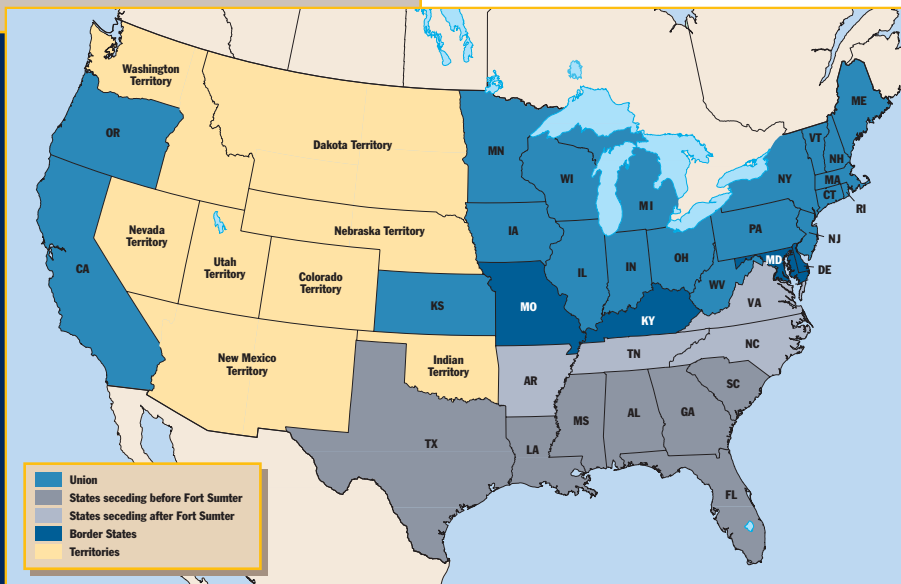 Washington
Territory
ME
OR
MN
VT
Dakota Territory
NH
WI
NY
MA
CT
RI
MI
Nebraska Territory
IA
PA
Nevada
Territory
NJ
Utah
Territory
IL
IN
OH
MD
DE
CA
Colorado
Territory
WV
KS
MO
KY
VA
New Mexico
Territory
Indian
Territory
TN
NC
AR
SC
MS
AL
GA
TX
LA
FL
Union
States seceding before Fort Sumter
States seceding after Fort Sumter
Border States
Territories